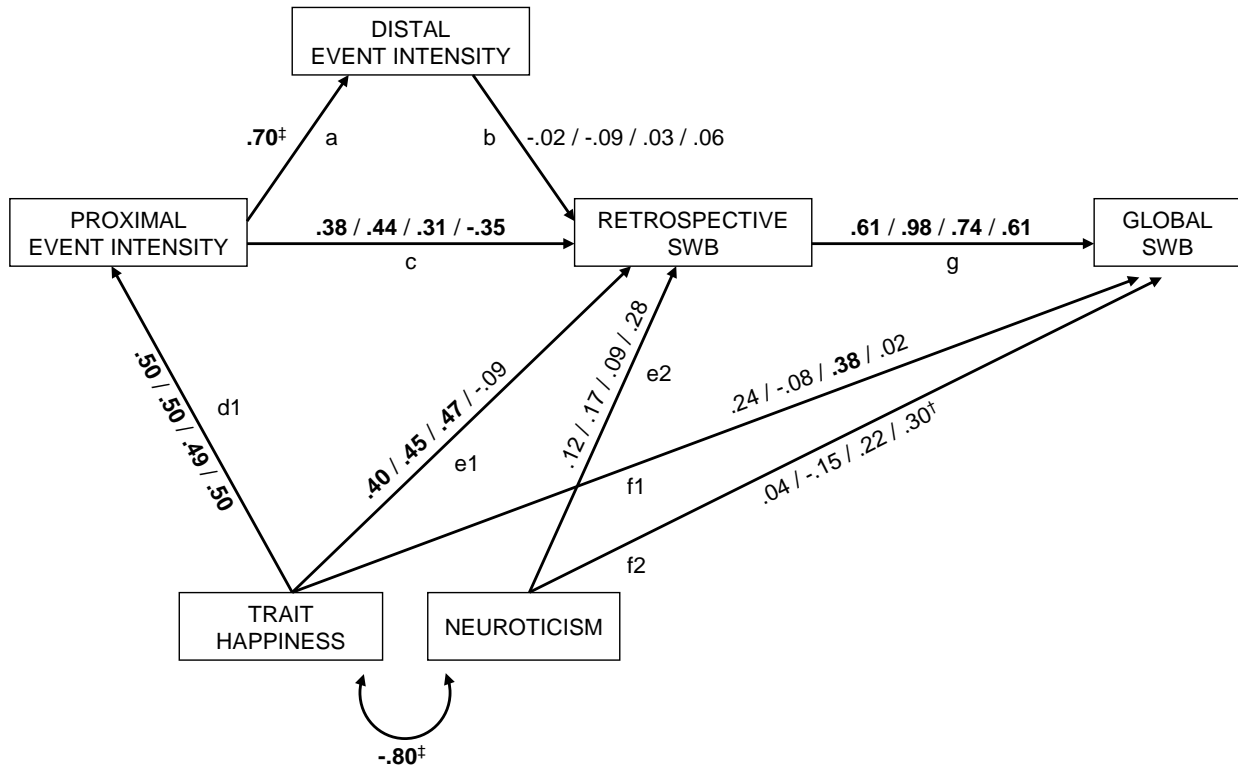 DISTAL
EVENT INTENSITY
.70‡
a
b
-.02 / -.09 / .03 / .06
PROXIMAL
EVENT INTENSITY
.38 / .44 / .31 / -.35
c
RETROSPECTIVE
SWB
.61 / .98 / .74 / .61
g
GLOBAL
SWB
.50 / .50 / .49 / .50
d1
.40 / .45 / .47 / -.09
e1
.12 / .17 / .09 / .28
e2
.24 / -.08 / .38 / .02
f1
.04 / -.15 / .22 / .30†
f2
TRAIT
HAPPINESS
NEUROTICISM
-.80‡